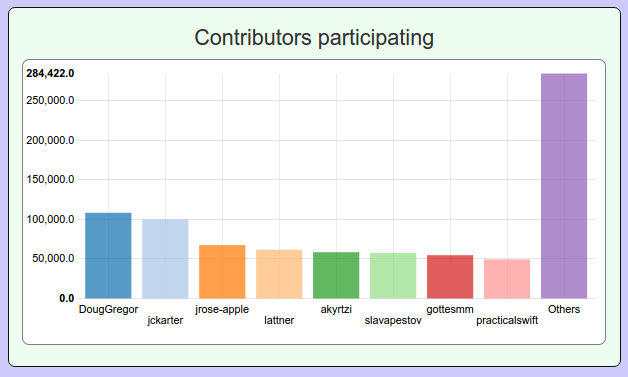 Contributors participating
284,422.0
250,000.0
200,000.0
150,000.0
100,000.0
50,000.0
0.0
DougGregor
jckarter
jrose-apple
lattner
akyrtzi
slavapestov
gottesmm
practicalswift
Others